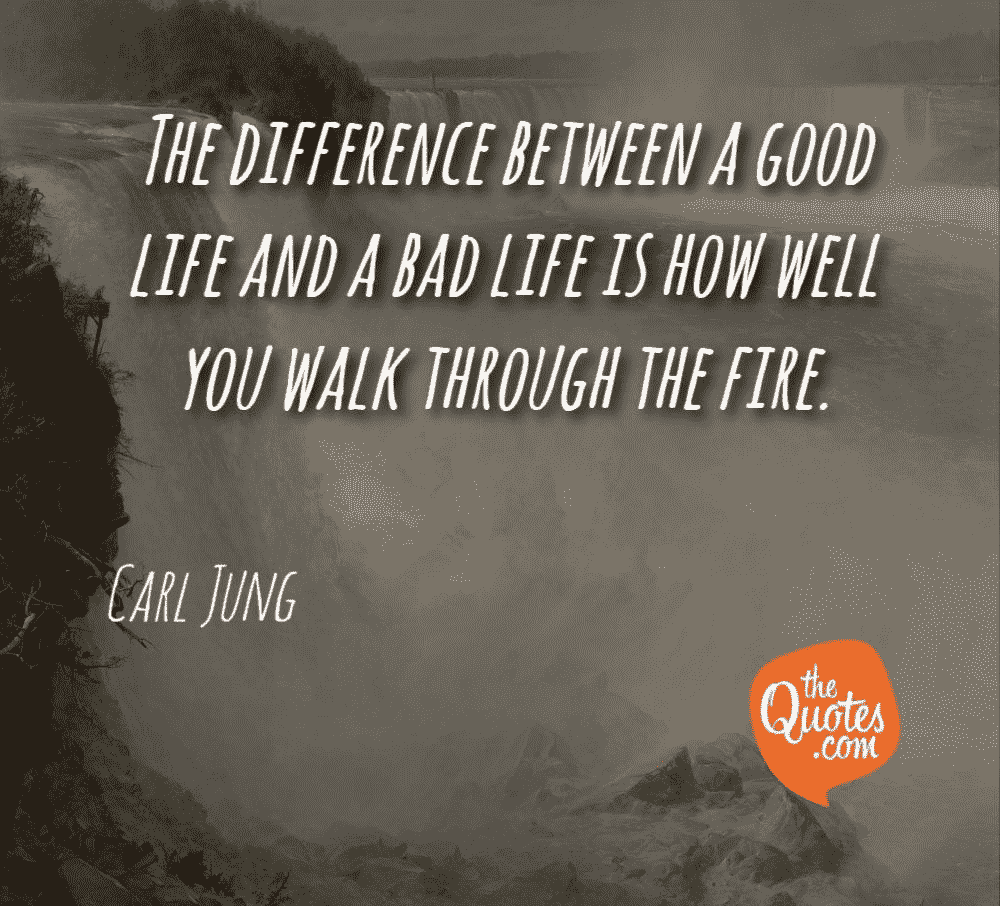 The difference between a good
life and a bad life is how well
you walk through the fire.
Carl Jung
the
Quotes
.com